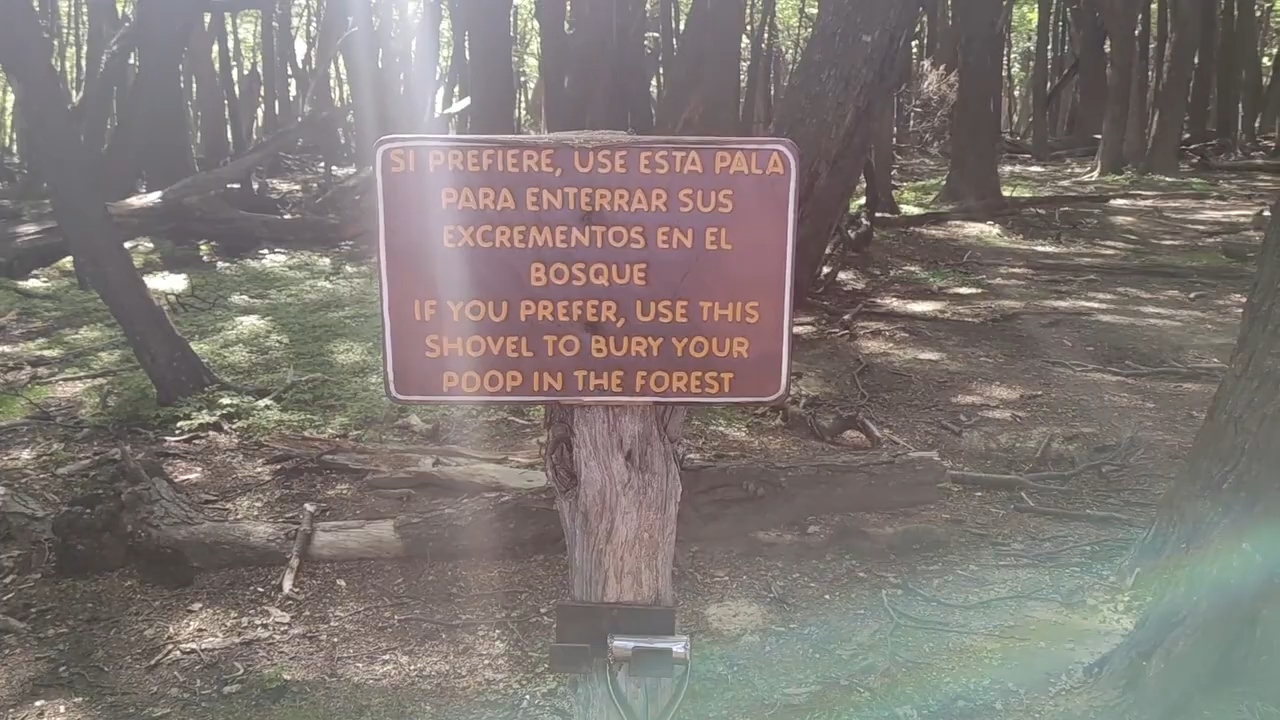 SI PREFIERE, USE ESTA PALA
PARA ENTERRAR SUS
EXCREMENTOS EN EL
BOSQUE
IF YOU PREFER, USE THIS
SHOVEL TO BURY YOUR
POOP IN THE FOREST